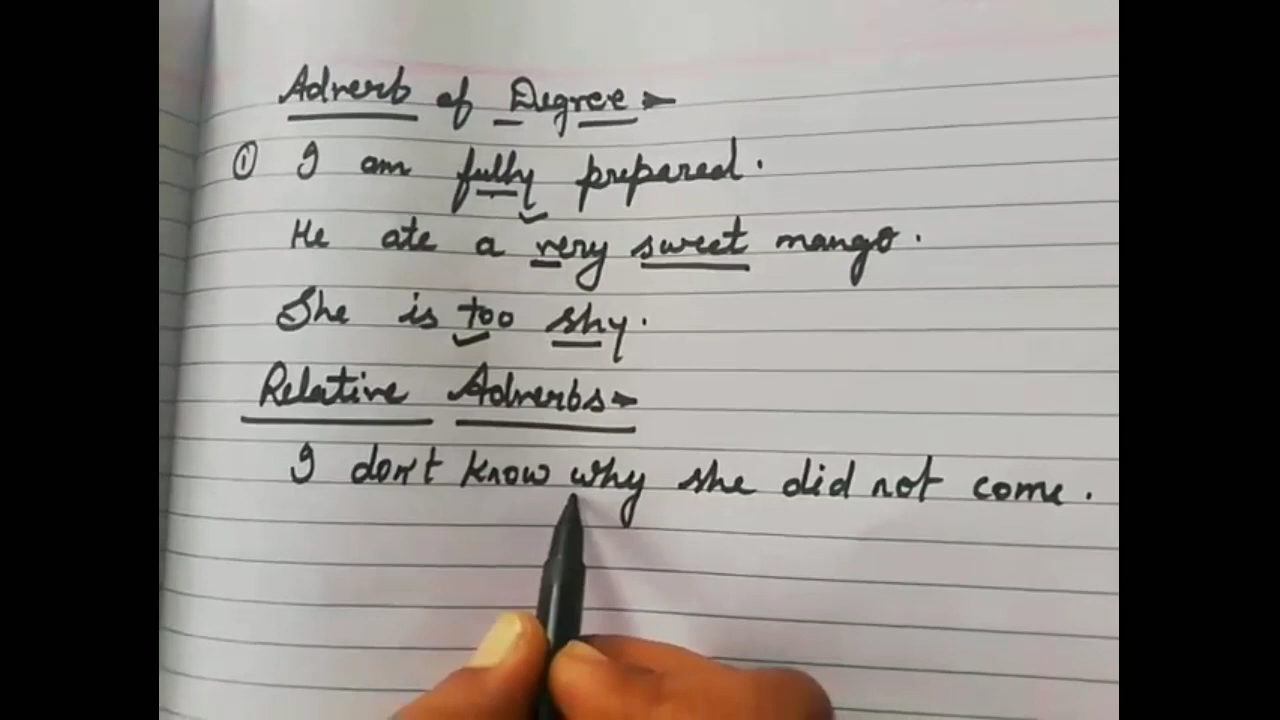 Adverb of Degree -
① I am fully prepared.
He ate a very sweet mango.
She is too shy.
Relative Adverbs-
I don't know why she did not come.